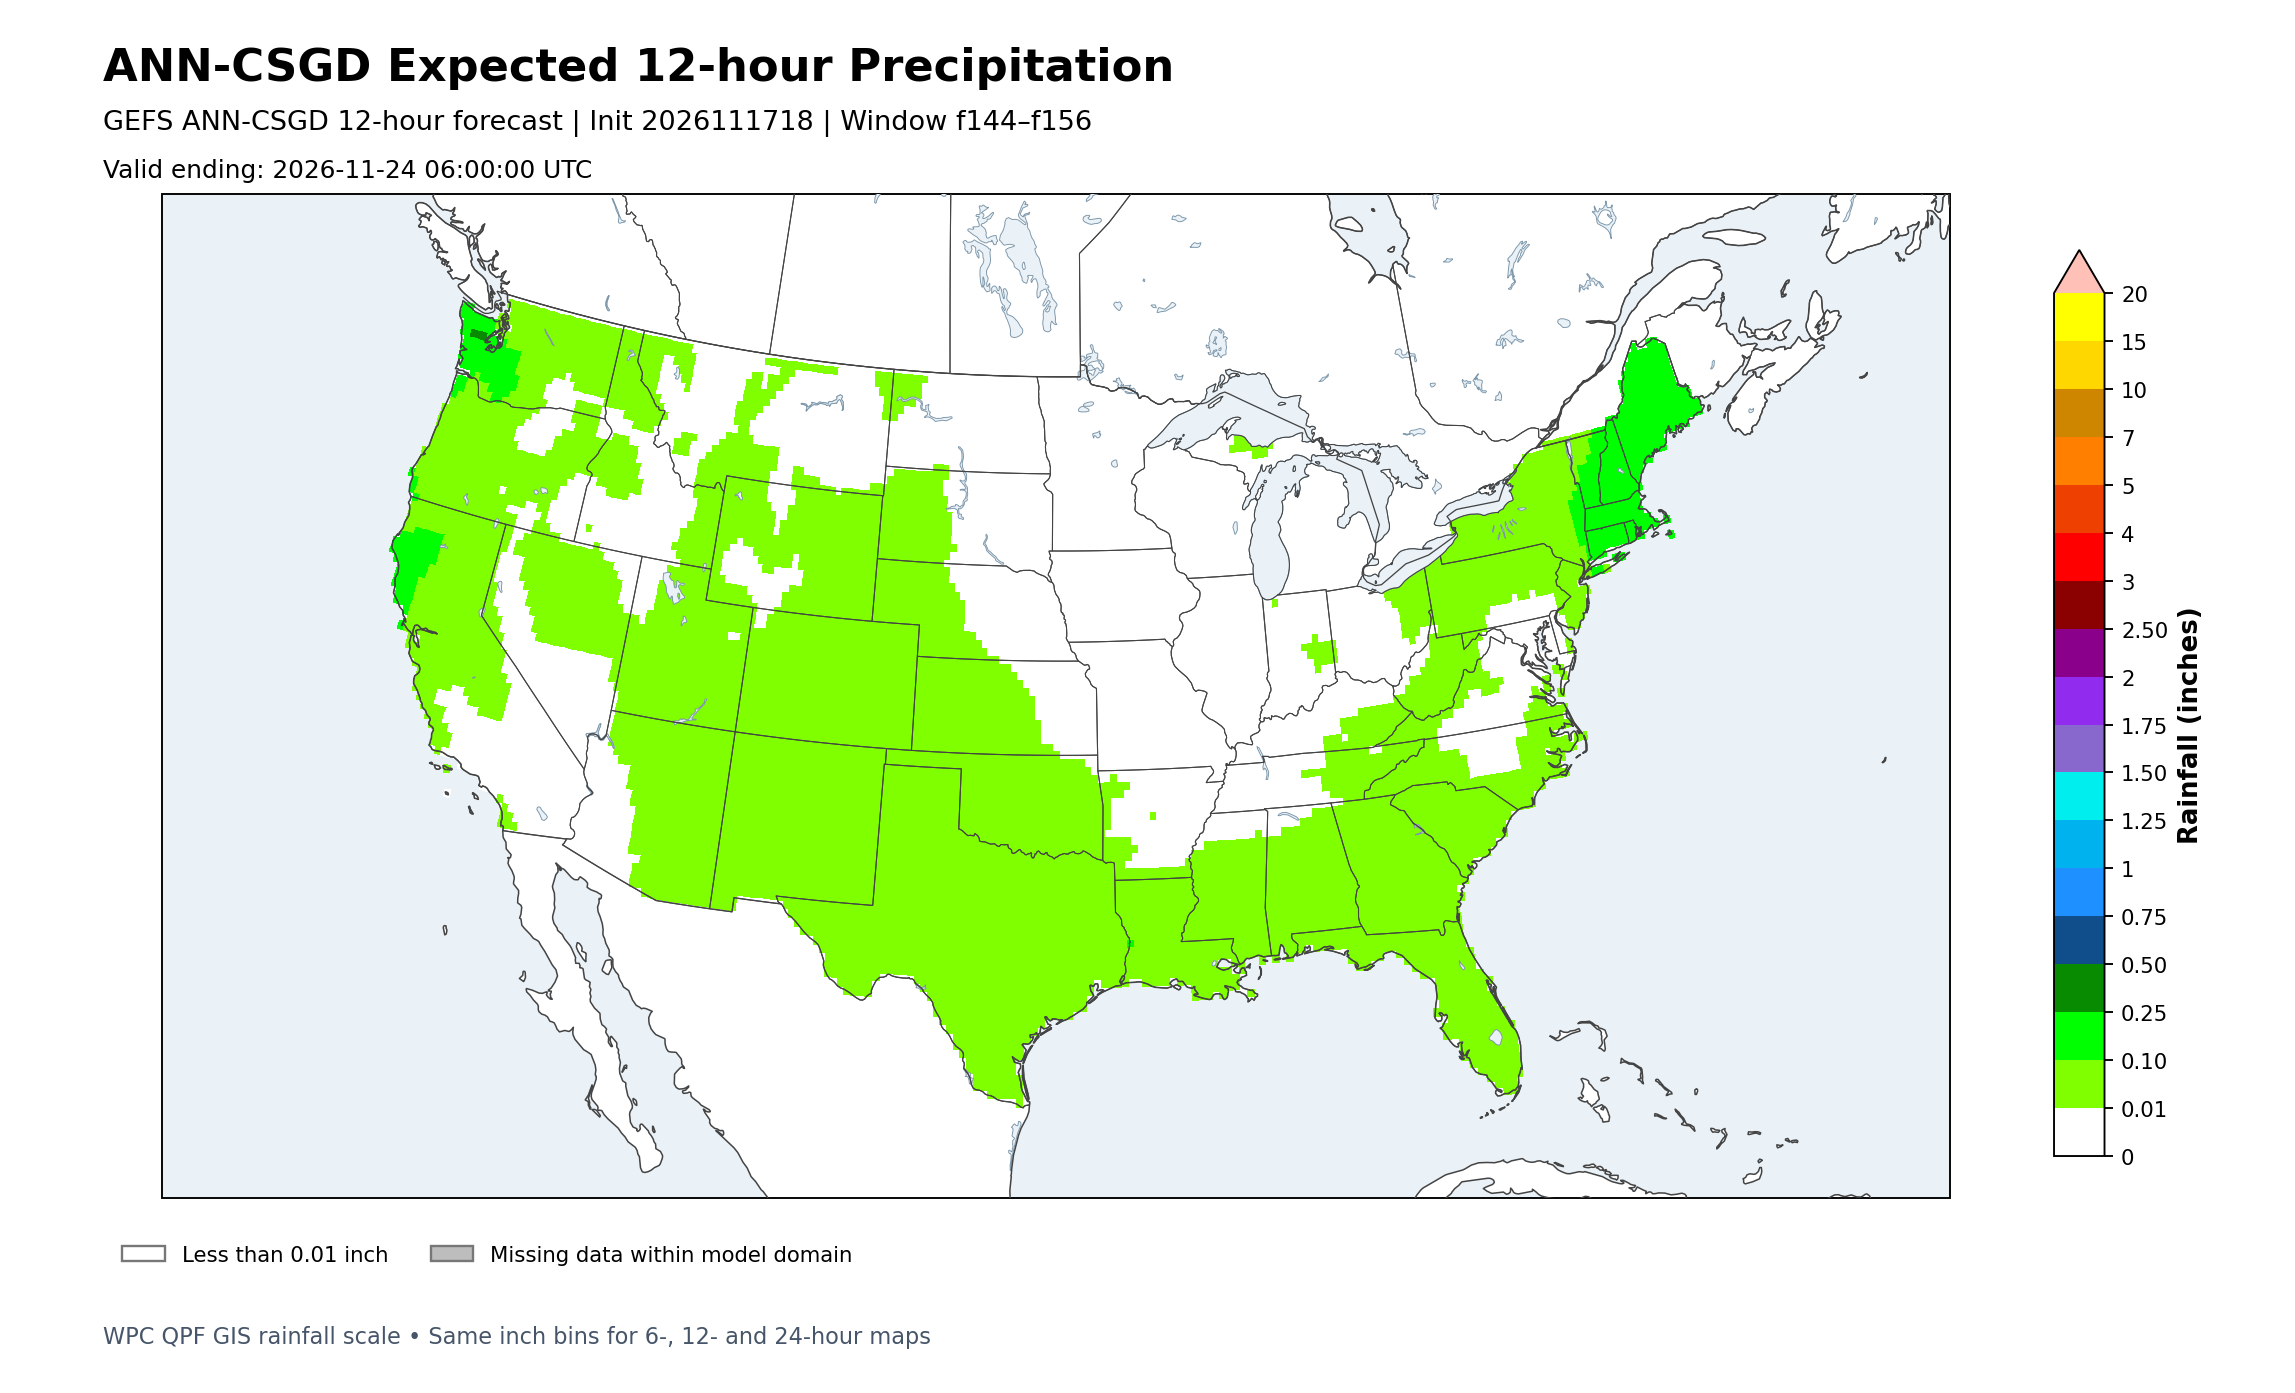 ANN-CSGD Expected 12-hour Precipitation
GEFS ANN-CSGD 12-hour forecast | Init 2026111718 | Window f144–f156
Valid ending: 2026-11-24 06:00:00 UTC
20
15
10
7
5
4
3
2.50
2
1.75
1.50
1.25
1
0.75
0.50
0.25
0.10
0.01
0
Rainfall (inches)
Less than 0.01 inch
Missing data within model domain
WPC QPF GIS rainfall scale • Same inch bins for 6-, 12- and 24-hour maps